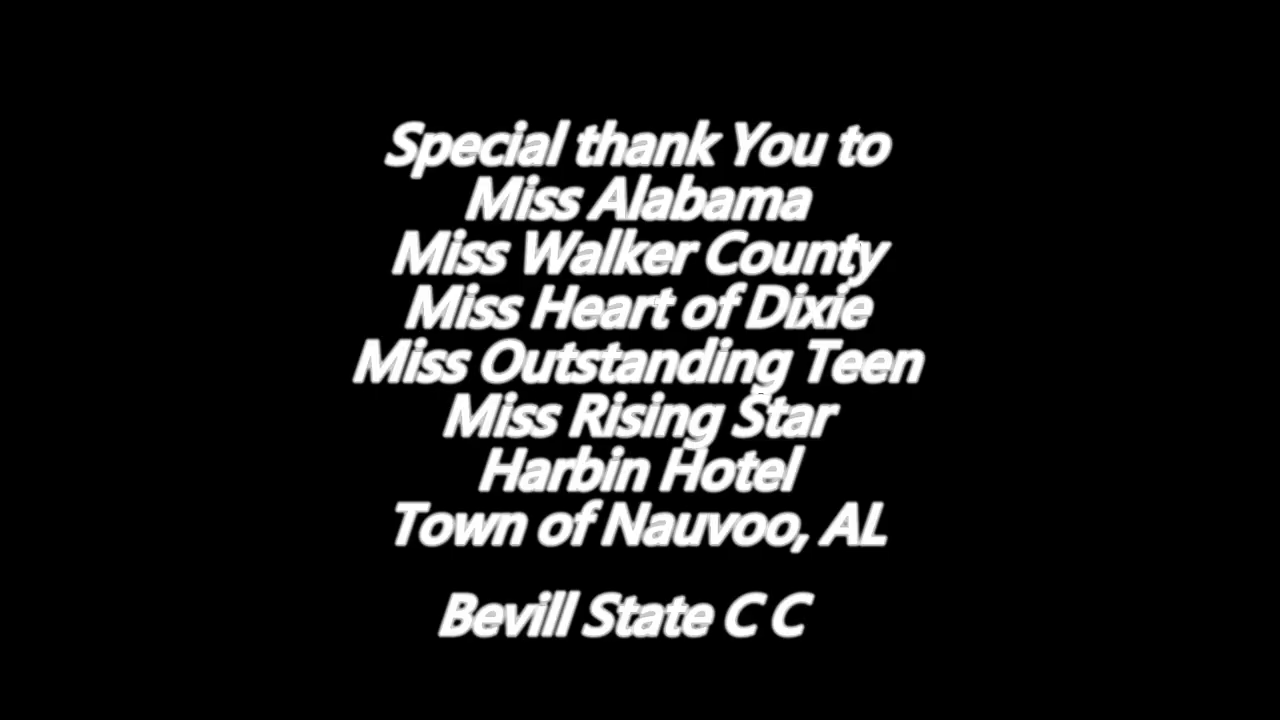 Special thank You to
Miss Alabama
Miss Walker County
Miss Heart of Dixie
Miss Outstanding Teen
Miss Rising Star
Harbin Hotel
Town of Nauvoo, AL
Bevill State C C